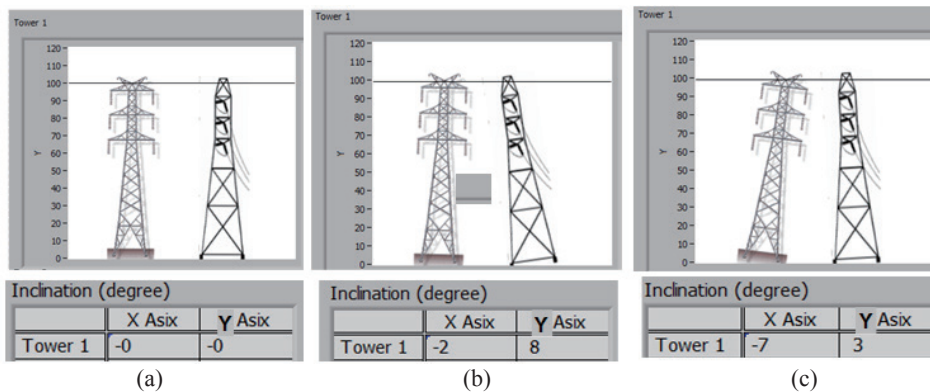 Tower 1
120
110
100
90
80
70
60
50
40
30
20
10
0
Y
Inclination (degree)
X Asix Y Asix
Tower 1 -0 -0
(a)
Tower 1
120
110
100
90
80
70
60
50
40
30
20
10
0
Y
Inclination (degree)
X Asix Y Asix
Tower 1 -2 8
(b)
Tower 1
120
110
100
90
80
70
60
50
40
30
20
10
0
Y
Inclination (degree)
X Asix Y Asix
Tower 1 -7 3
(c)